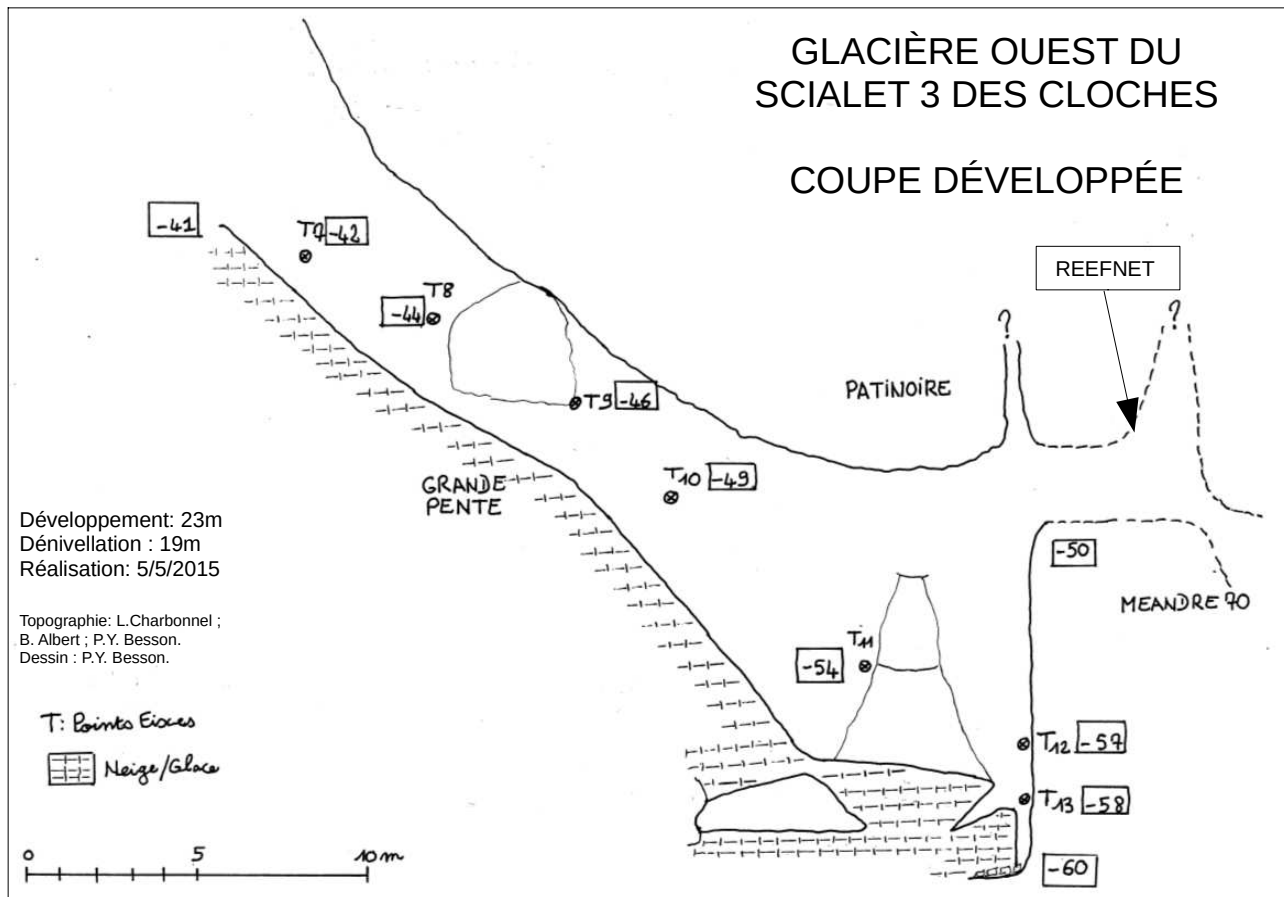 GLACIÈRE OUEST DU
SCIALET 3 DES CLOCHES
COUPE DÉVELOPPÉE
-41
T7 -42
T8
-44
REEFNET
?
?
T9 -46
PATINOIRE
T10 -49
GRANDE
PENTE
Développement: 23m
Dénivellation : 19m
Réalisation: 5/5/2015
-50
MEANDRE 70
Topographie: L.Charbonnel ;
B. Albert ; P.Y. Besson.
Dessin : P.Y. Besson.
T11
-54
T: Points Fixes
T12 -57
Neige/Glace
T13 -58
0 5 10m
-60